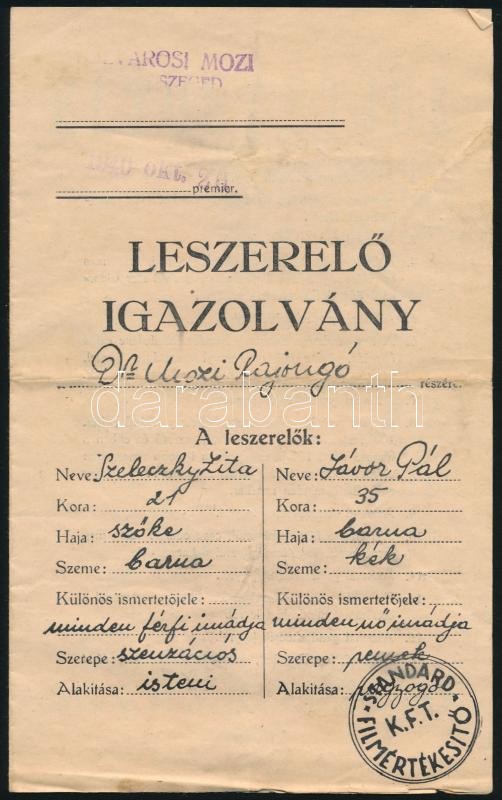 VÁROSI MOZI
SZEGED
1940 OKT. 24
premier.
LESZERELŐ
IGAZOLVÁNY
Dr Mozi Rajongó részére.
darabanth
A leszerelők:
Neve: Szeleczky Zita
Kora: 21
Haja: szőke
Szeme: barna
Különös ismertetőjele:
minden férfi imádja
Szerepe: szenzációs
Alakítása: isteni
Neve: Jávor Pál
Kora: 35
Haja: barna
Szeme: kék
Különös ismertetőjele:
minden nő imádja
Szerepe: remek
Alakítása:
STANDARD
K.F.T.
FILMÉRTÉKESITŐ